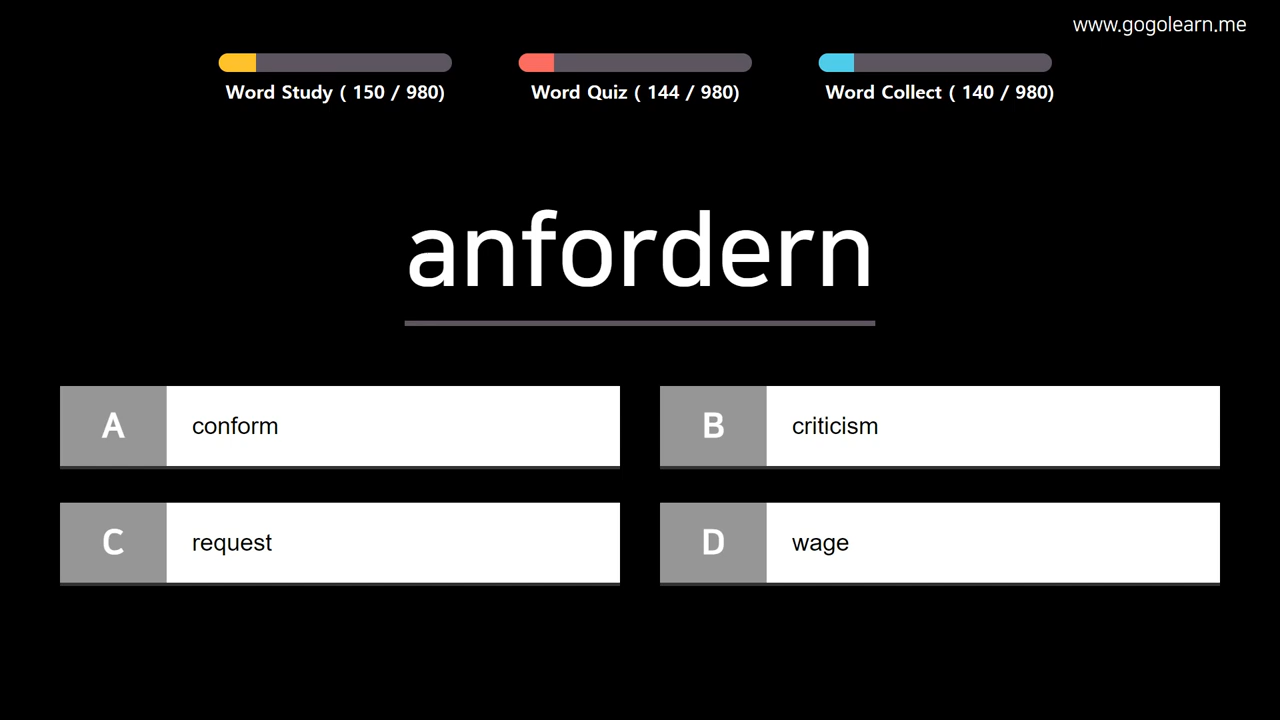 www.gogolearn.me
Word Study ( 150 / 980)
Word Quiz ( 144 / 980)
Word Collect ( 140 / 980)
anfordern
A conform
B criticism
C request
D wage